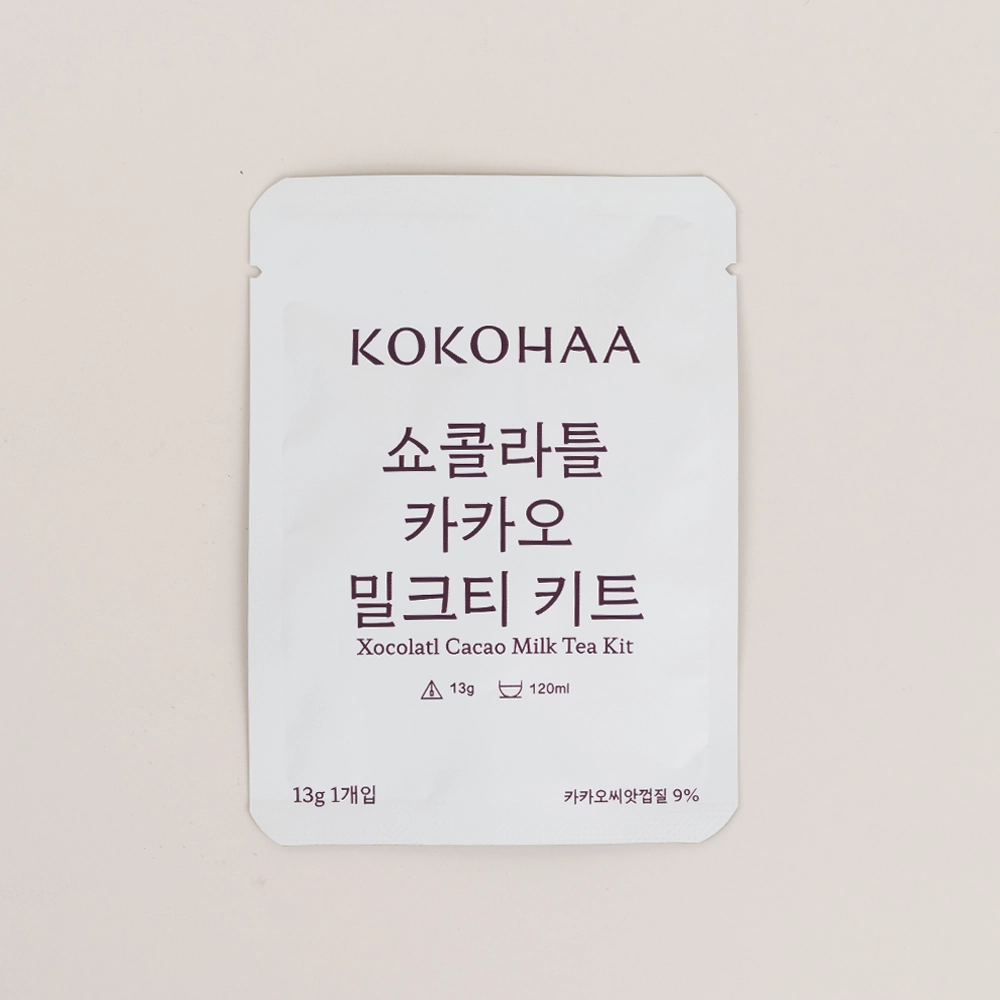 KOKOHAA
쇼콜라틀
카카오
밀크티 키트
Xocolatl Cacao Milk Tea Kit
13g 120ml
13g 1개입 카카오씨앗껍질 9%